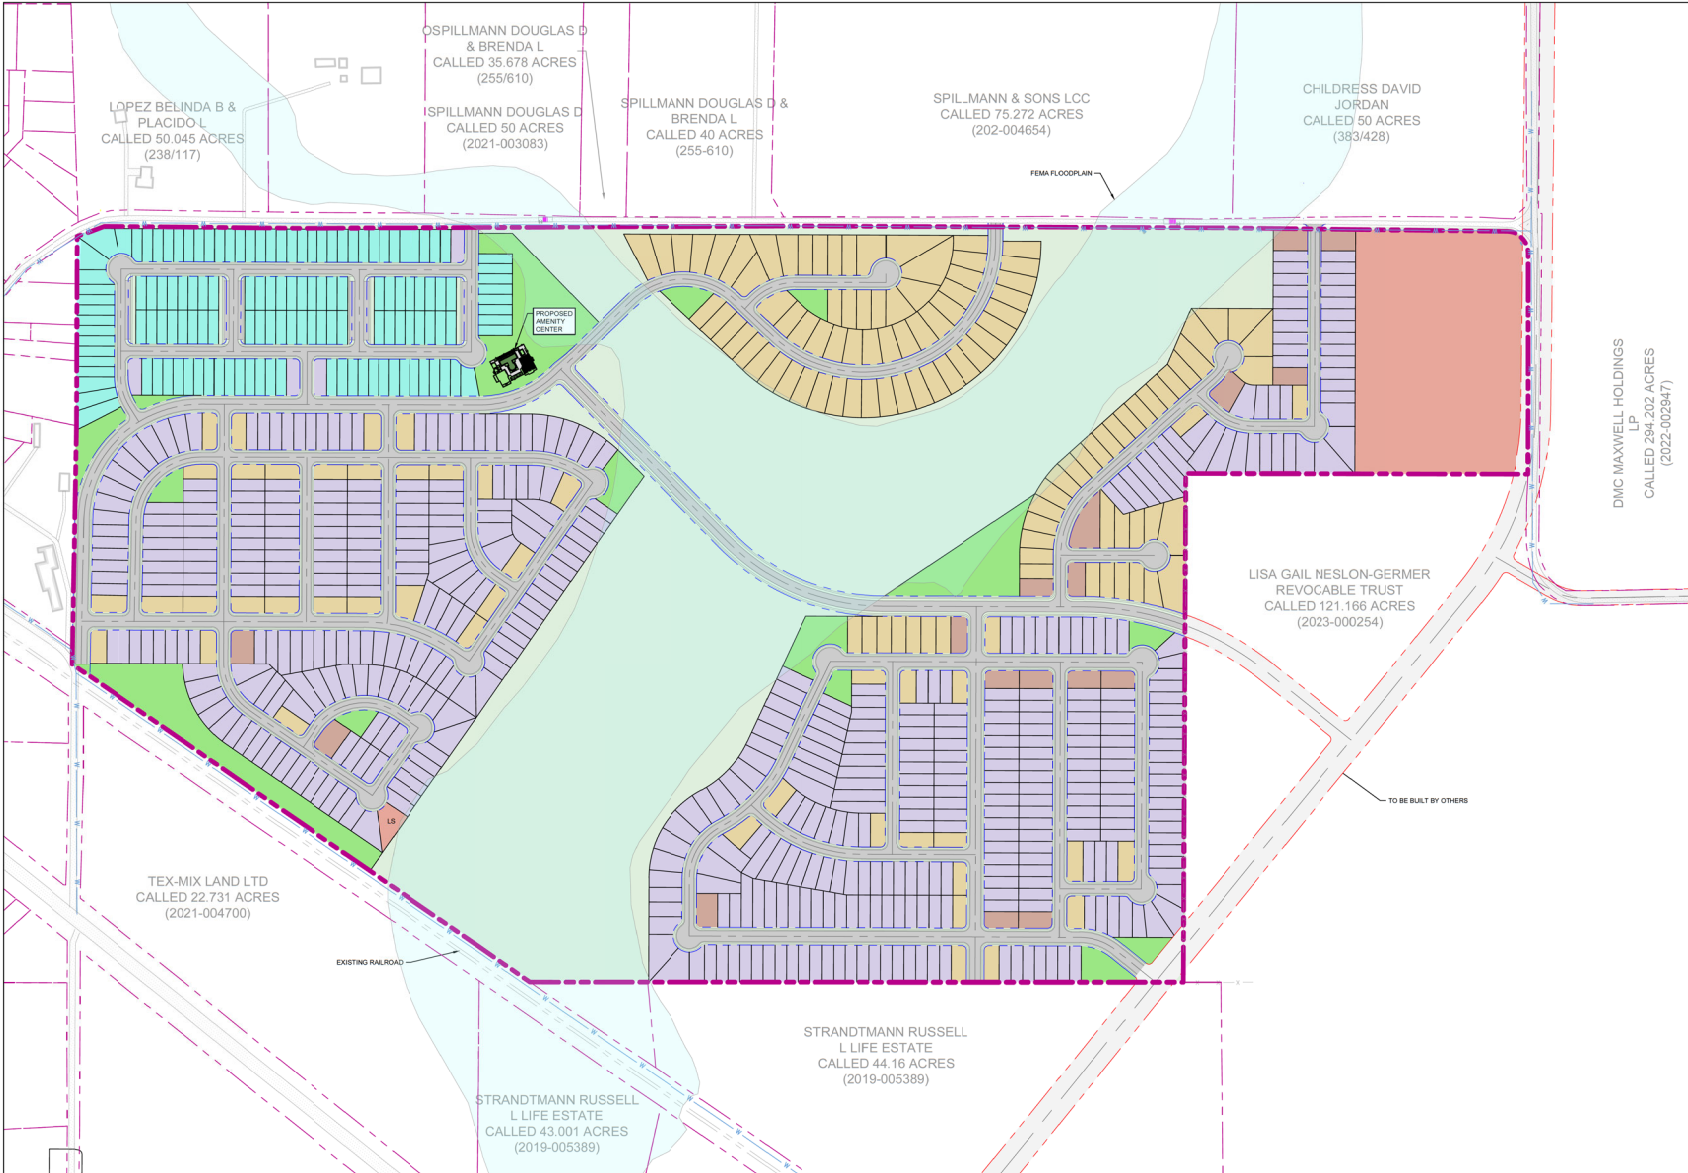 OSPILLMANN DOUGLAS D
& BRENDA L
CALLED 35.678 ACRES
(255/610)
LOPEZ BELINDA B &
PLACIDO L
CALLED 50.045 ACRES
(238/117)
SPILLMANN DOUGLAS D
CALLED 50 ACRES
(2021-003083)
SPILLMANN DOUGLAS D &
BRENDA L
CALLED 40 ACRES
(255-610)
SPILLMANN & SONS LCC
CALLED 75.272 ACRES
(202-004654)
CHILDRESS DAVID
JORDAN
CALLED 50 ACRES
(383/428)
FEMA FLOODPLAIN
PROPOSED
AMENITY
CENTER
DMC MAXWELL HOLDINGS
LP
CALLED 294.202 ACRES
(2022-002947)
LISA GAIL NESLON-GERMER
REVOCABLE TRUST
CALLED 121.166 ACRES
(2023-000254)
TO BE BUILT BY OTHERS
LS
TEX-MIX LAND LTD
CALLED 22.731 ACRES
(2021-004700)
EXISTING RAILROAD
STRANDTMANN RUSSELL
L LIFE ESTATE
CALLED 44.16 ACRES
(2019-005389)
STRANDTMANN RUSSELL
L LIFE ESTATE
CALLED 43.001 ACRES
(2019-005389)